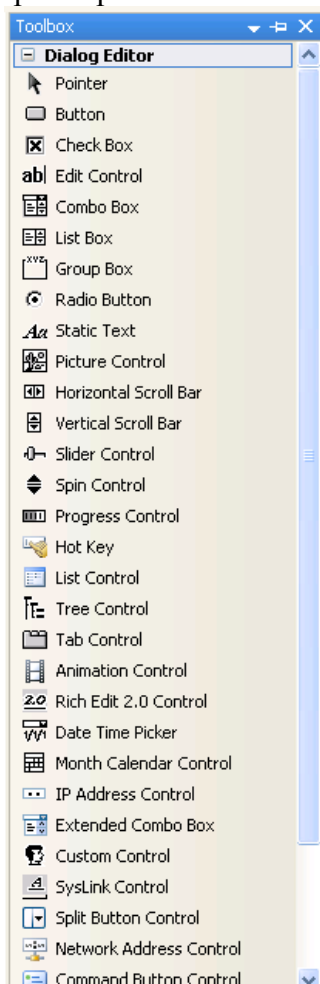 Toolbox
Dialog Editor
Pointer
Button
Check Box
ab| Edit Control
Combo Box
List Box
XYZ Group Box
Radio Button
Aa Static Text
Picture Control
Horizontal Scroll Bar
Vertical Scroll Bar
Slider Control
Spin Control
Progress Control
Hot Key
List Control
Tree Control
Tab Control
Animation Control
2.0 Rich Edit 2.0 Control
Date Time Picker
Month Calendar Control
IP Address Control
Extended Combo Box
Custom Control
A SysLink Control
Split Button Control
Network Address Control
Command Button Control